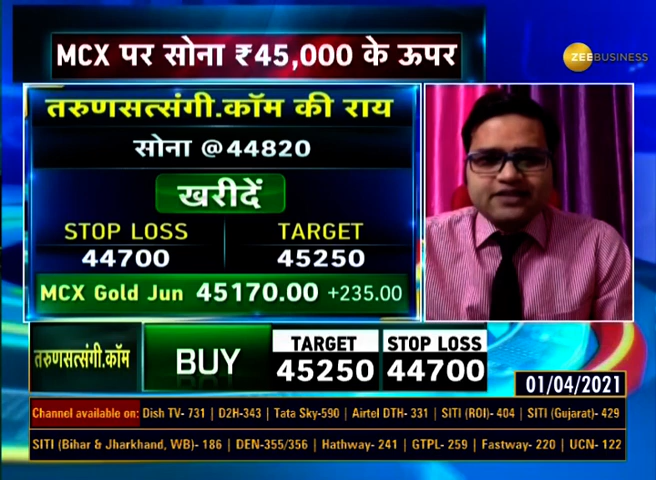 MCX पर सोना ₹45,000 के ऊपर
ZEEBUSINESS
तरुणसत्संगी.कॉम की राय
सोना @44820
खरीदें
STOP LOSS TARGET
44700 45250
MCX Gold Jun 45170.00 +235.00
तरुणसत्संगी.कॉम
BUY
TARGET STOP LOSS
45250 44700
01/04/2021
Channel available on: Dish TV- 731 | D2H-343 | Tata Sky-590 | Airtel DTH- 331 | SITI (ROI)- 404 | SITI (Gujarat)- 429
SITI (Bihar & Jharkhand, WB)- 186 | DEN-355/356 | Hathway- 241 | GTPL- 259 | Fastway- 220 | UCN- 122